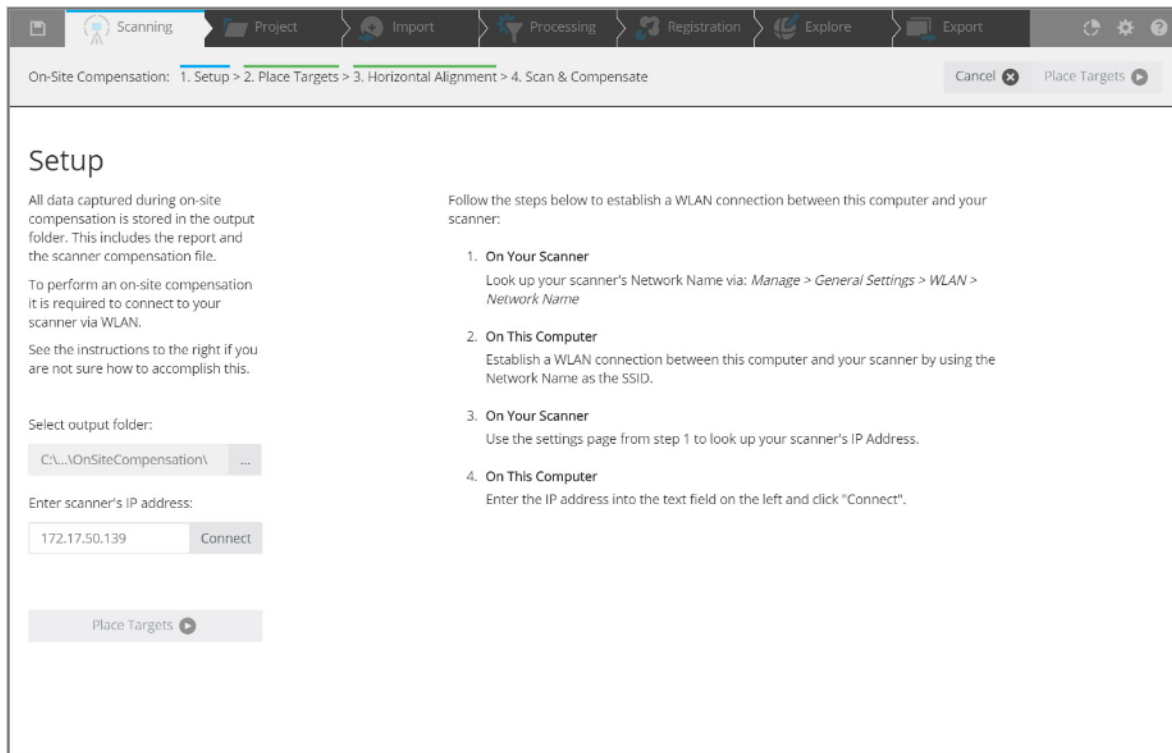 Scanning
Project
Import
Processing
Registration
Explore
Export
On-Site Compensation: 1. Setup > 2. Place Targets > 3. Horizontal Alignment > 4. Scan & Compensate
Cancel
Place Targets
Setup
All data captured during on-site
compensation is stored in the output
folder. This includes the report and
the scanner compensation file.
To perform an on-site compensation
it is required to connect to your
scanner via WLAN.
See the instructions to the right if you
are not sure how to accomplish this.
Select output folder:
C:\...\OnSiteCompensation\ ...
Enter scanner's IP address:
172.17.50.139 Connect
Place Targets
Follow the steps below to establish a WLAN connection between this computer and your
scanner:
1. On Your Scanner
Look up your scanner's Network Name via: Manage > General Settings > WLAN >
Network Name
2. On This Computer
Establish a WLAN connection between this computer and your scanner by using the
Network Name as the SSID.
3. On Your Scanner
Use the settings page from step 1 to look up your scanner's IP Address.
4. On This Computer
Enter the IP address into the text field on the left and click "Connect".